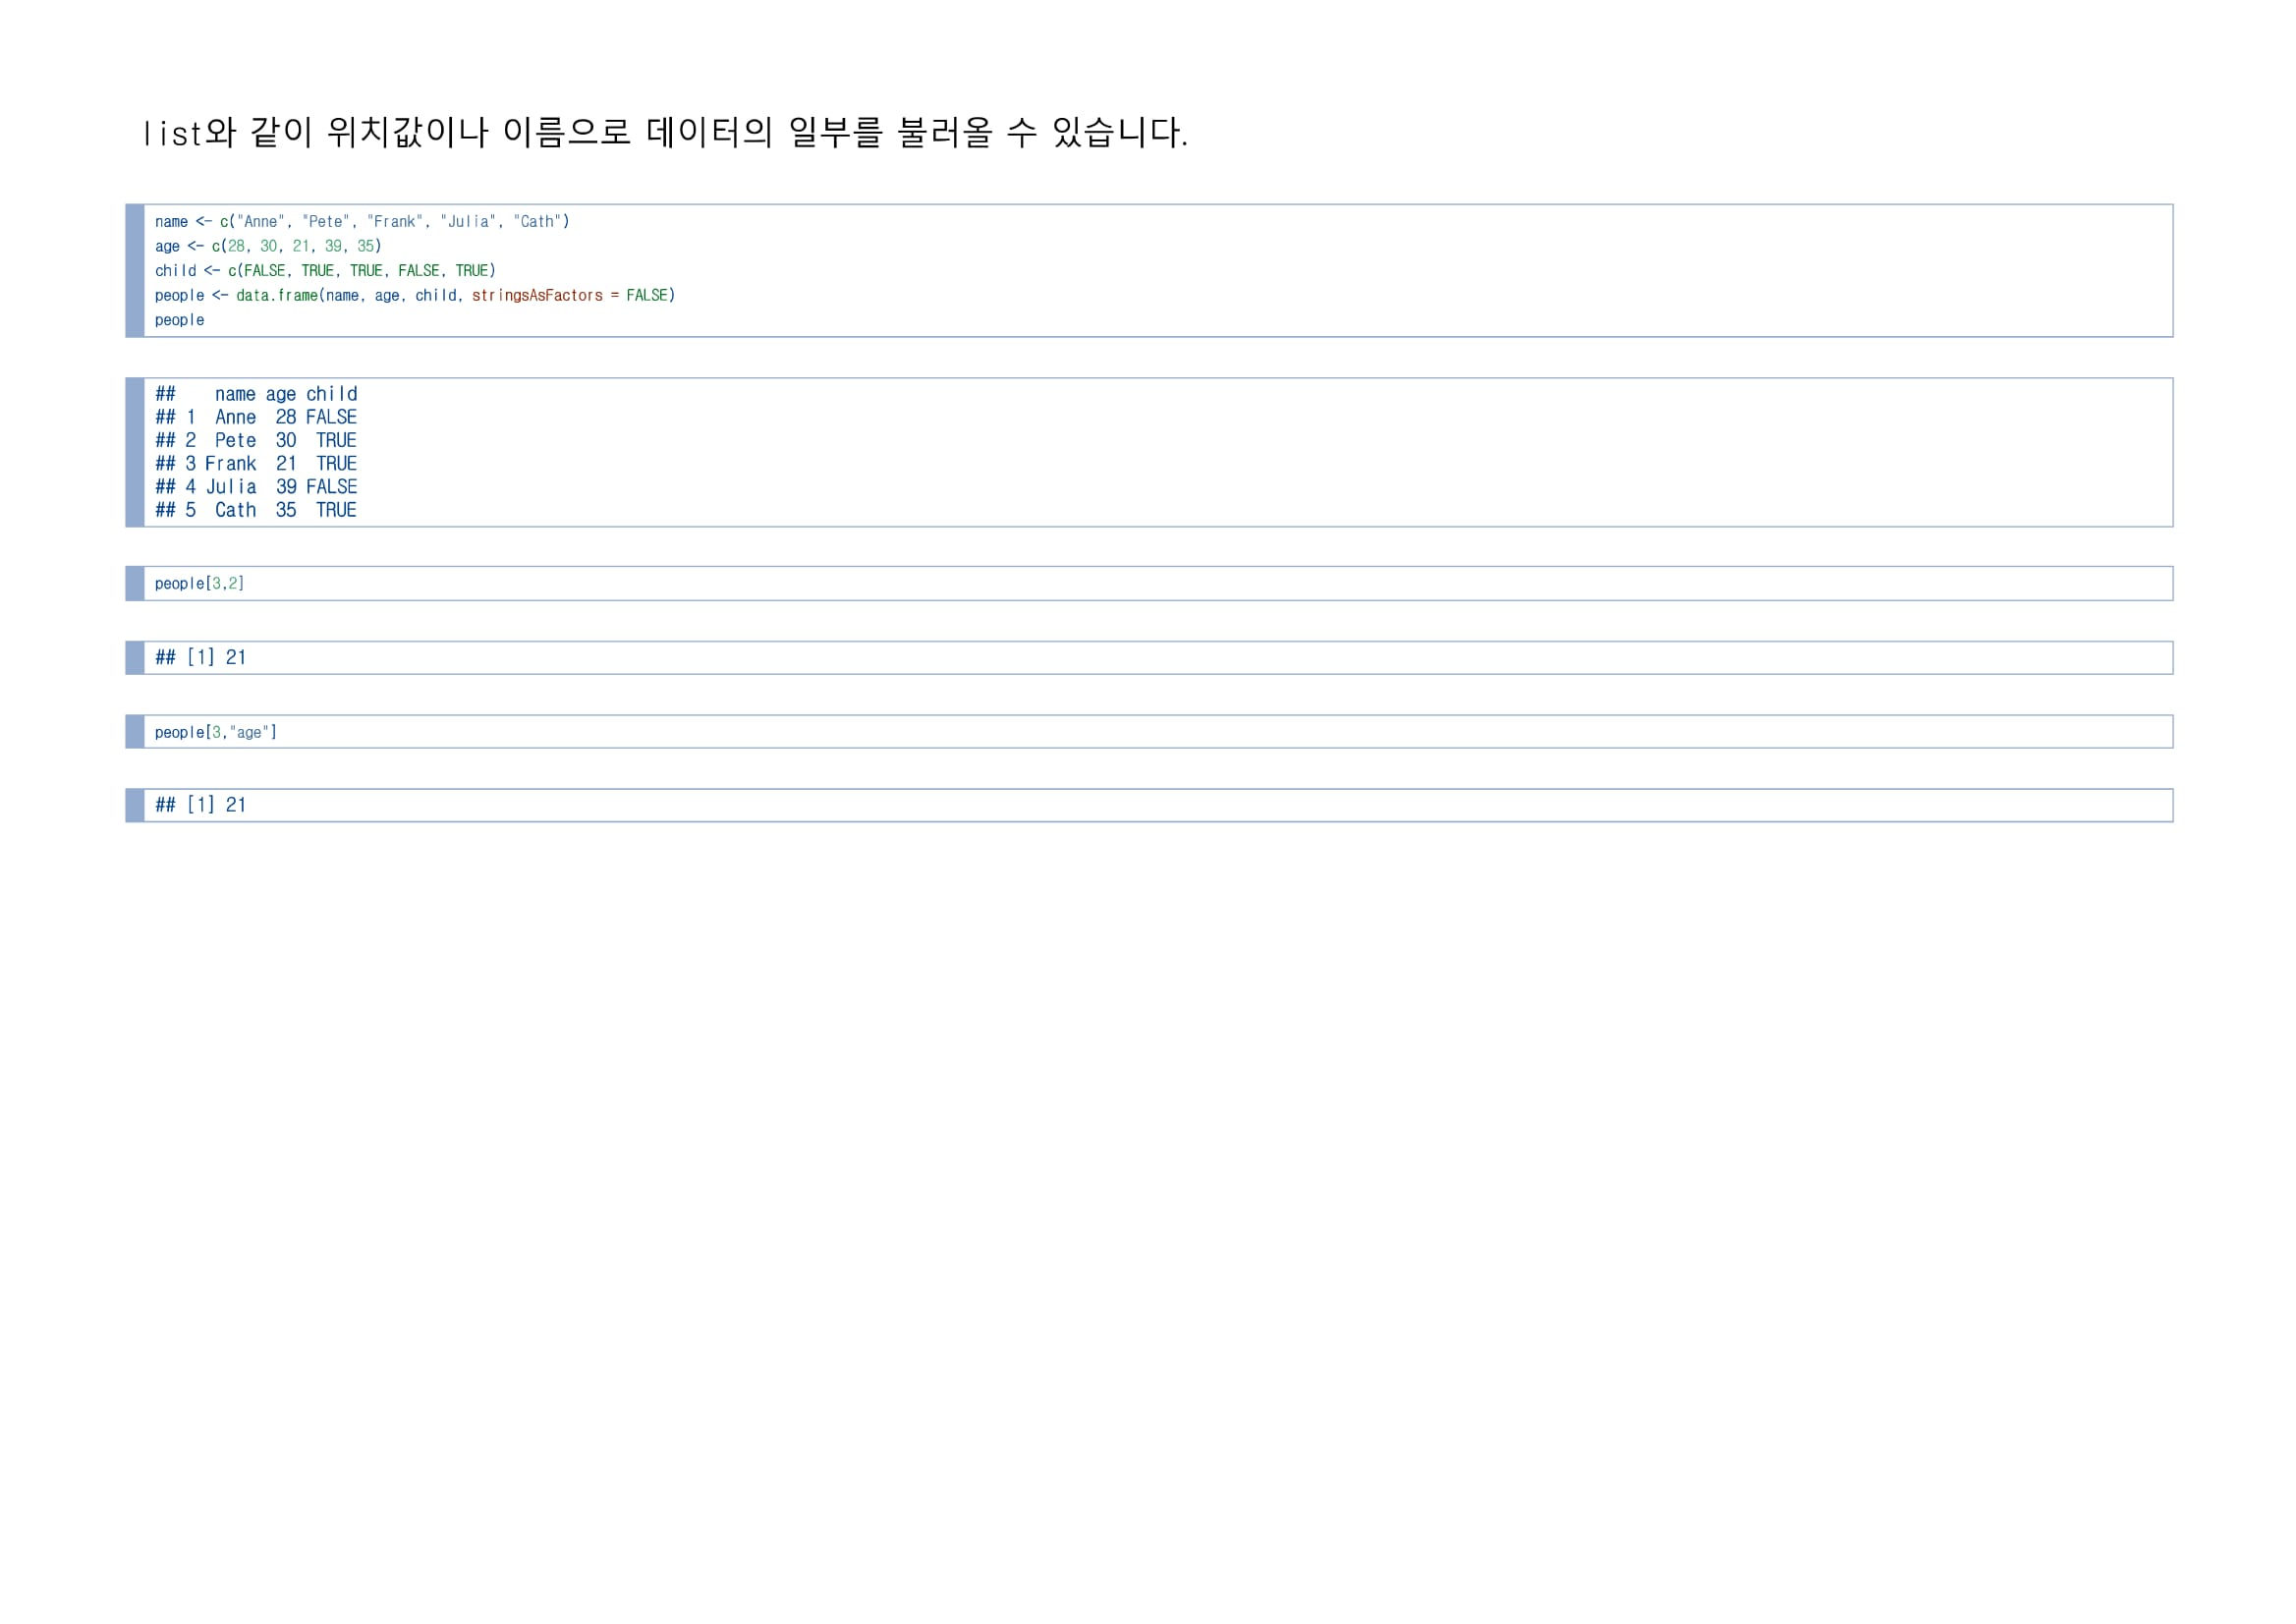 list와 같이 위치값이나 이름으로 데이터의 일부를 불러올 수 있습니다.
name <- c("Anne", "Pete", "Frank", "Julia", "Cath")
age <- c(28, 30, 21, 39, 35)
child <- c(FALSE, TRUE, TRUE, FALSE, TRUE)
people <- data.frame(name, age, child, stringsAsFactors = FALSE)
people
##    name age child
## 1  Anne  28 FALSE
## 2  Pete  30  TRUE
## 3 Frank  21  TRUE
## 4 Julia  39 FALSE
## 5  Cath  35  TRUE
people[3,2]
## [1] 21
people[3,"age"]
## [1] 21